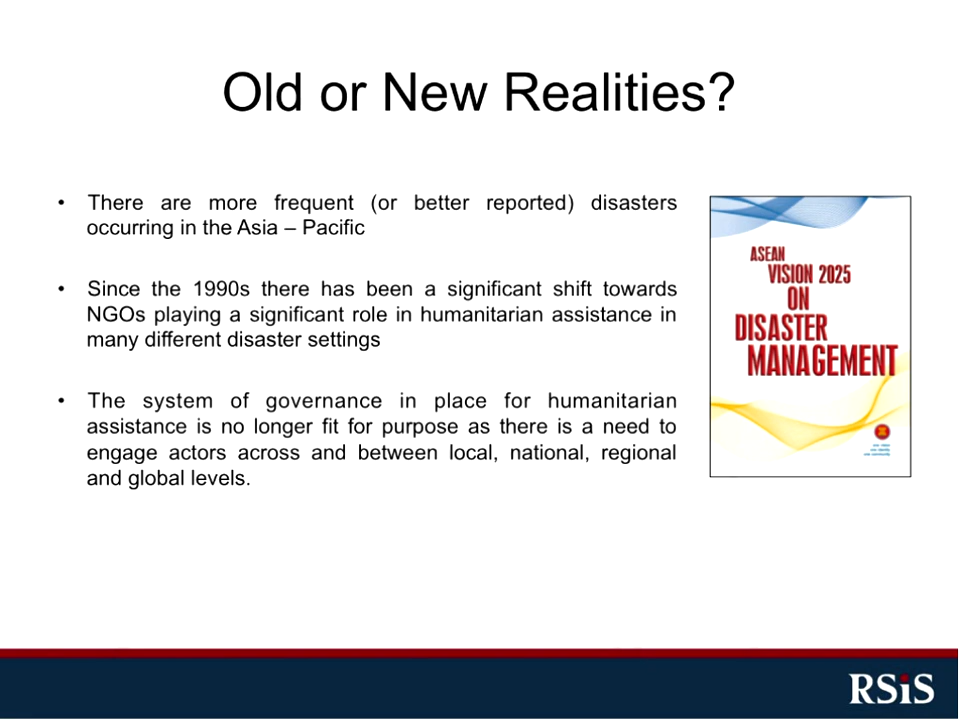 Old or New Realities?
• There are more frequent (or better reported) disasters
occurring in the Asia – Pacific
• Since the 1990s there has been a significant shift towards
NGOs playing a significant role in humanitarian assistance in
many different disaster settings
• The system of governance in place for humanitarian
assistance is no longer fit for purpose as there is a need to
engage actors across and between local, national, regional
and global levels.
ASEAN
VISION 2025
ON
DISASTER
MANAGEMENT
RSiS